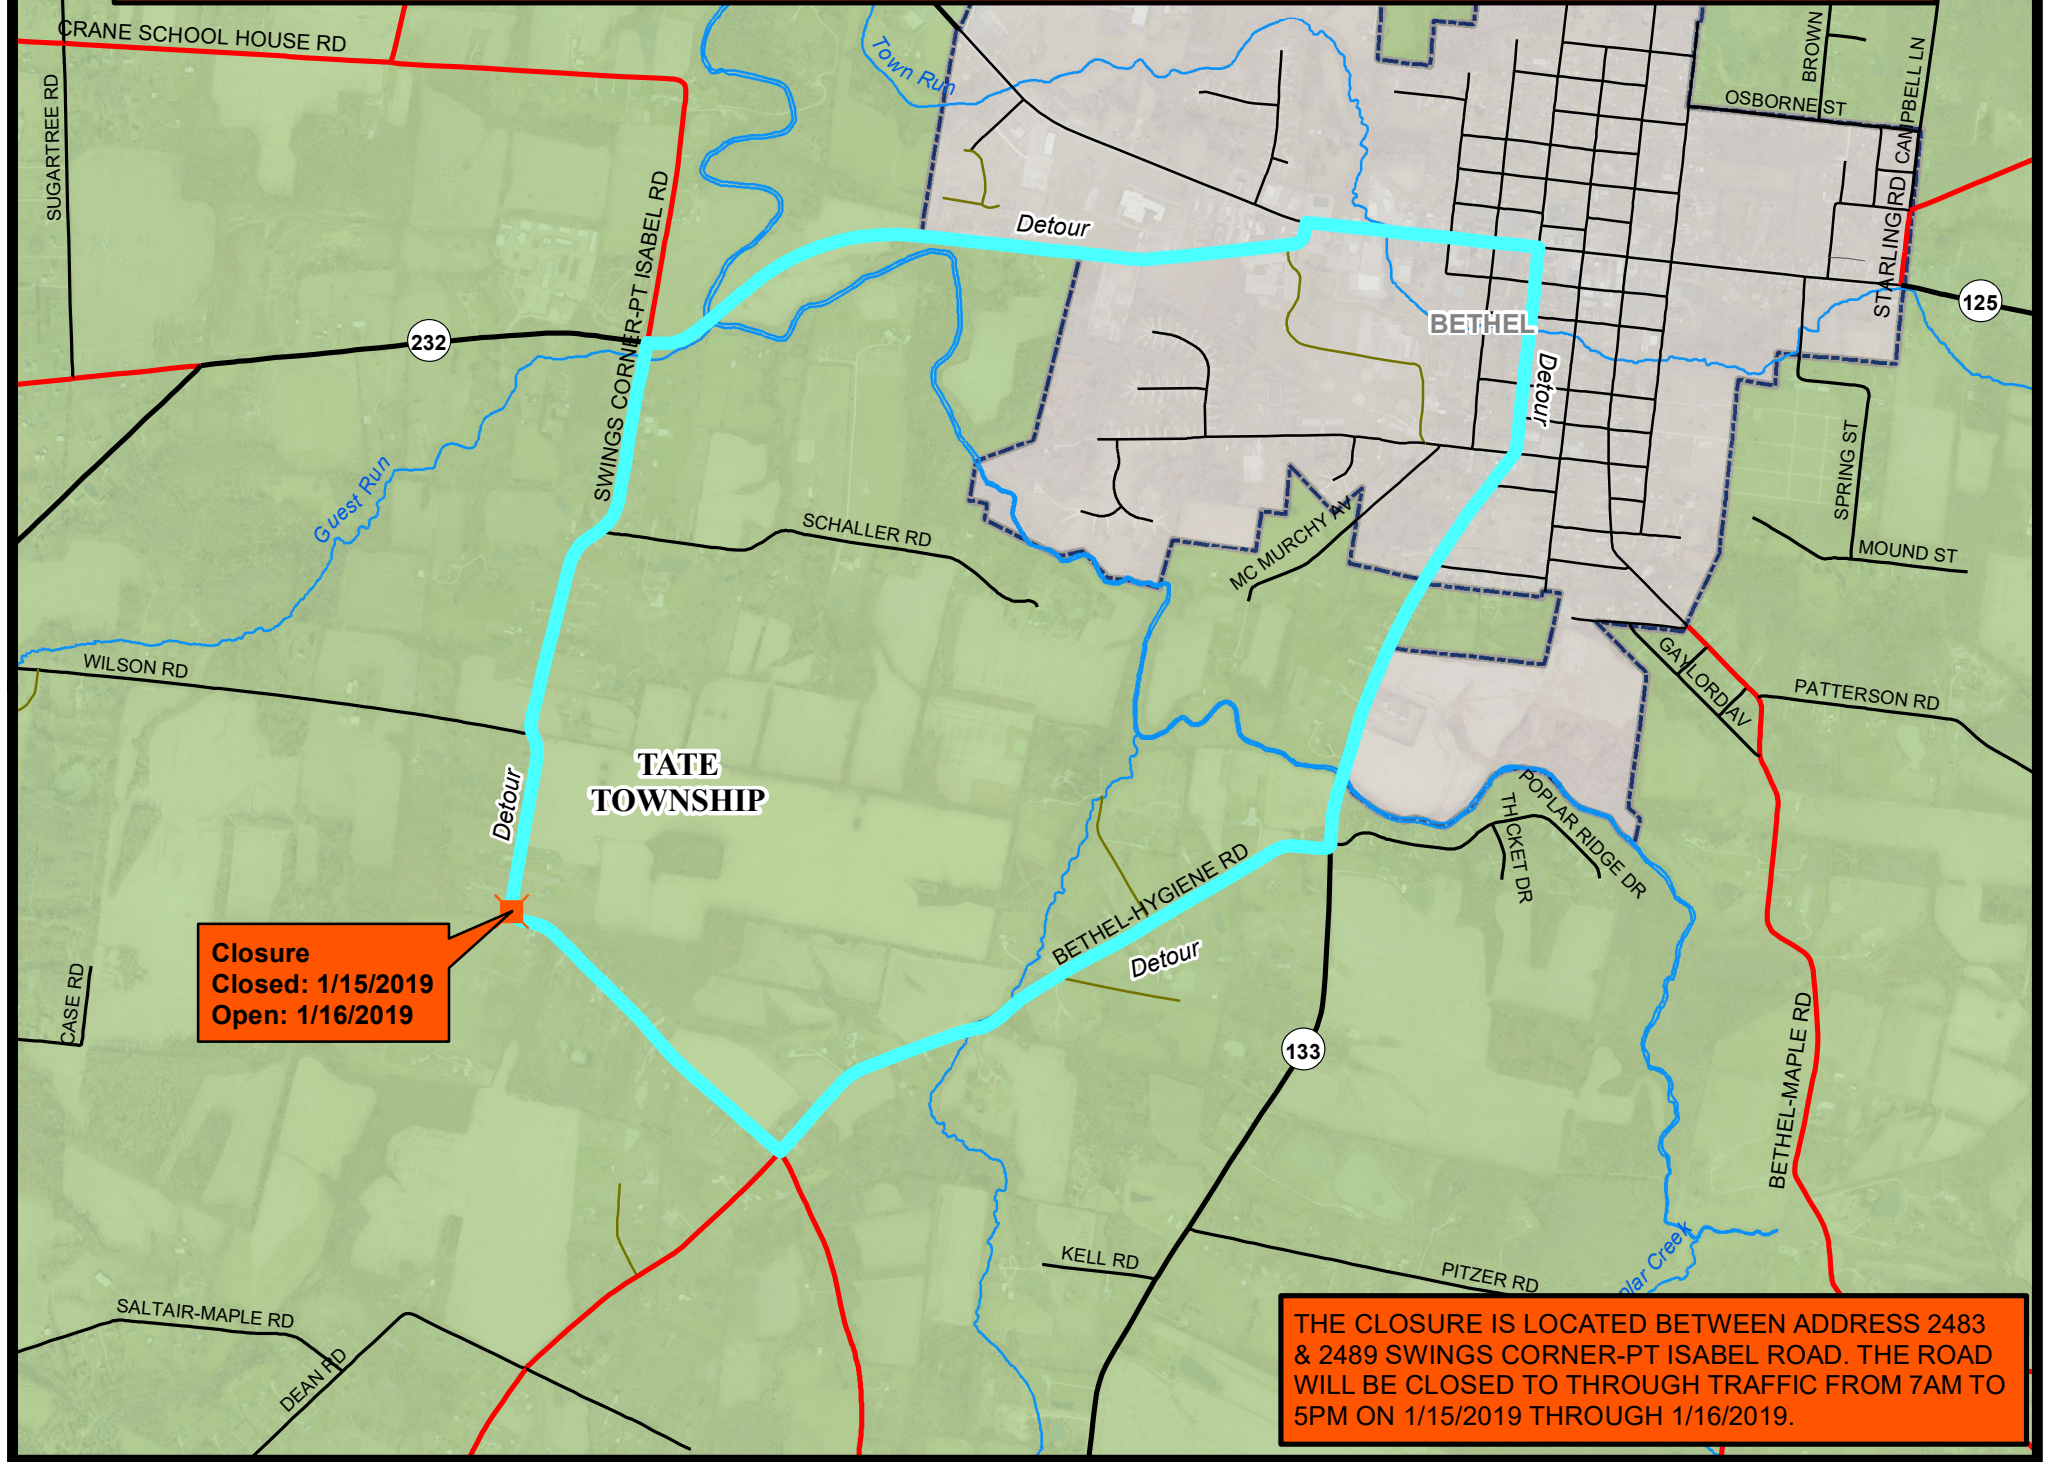 CRANE SCHOOL HOUSE RD
SUGARTREE RD
Town Run
BROWN
CAMPBELL LN
OSBORNE ST
SWINGS CORNER-PT ISABEL RD
Detour
STARLING RD
125
232
BETHEL
Detour
Guest Run
SCHALLER RD
MC MURCHY AV
SPRING ST
MOUND ST
WILSON RD
GAYLORD AV
PATTERSON RD
TATE
TOWNSHIP
Detour
POPLAR RIDGE DR
THICKET DR
BETHEL-HYGIENE RD
Detour
Closure
Closed: 1/15/2019
Open: 1/16/2019
CASE RD
133
BETHEL-MAPLE RD
KELL RD
PITZER RD
plar Creek
SALTAIR-MAPLE RD
DEAN RD
THE CLOSURE IS LOCATED BETWEEN ADDRESS 2483
& 2489 SWINGS CORNER-PT ISABEL ROAD. THE ROAD
WILL BE CLOSED TO THROUGH TRAFFIC FROM 7AM TO
5PM ON 1/15/2019 THROUGH 1/16/2019.